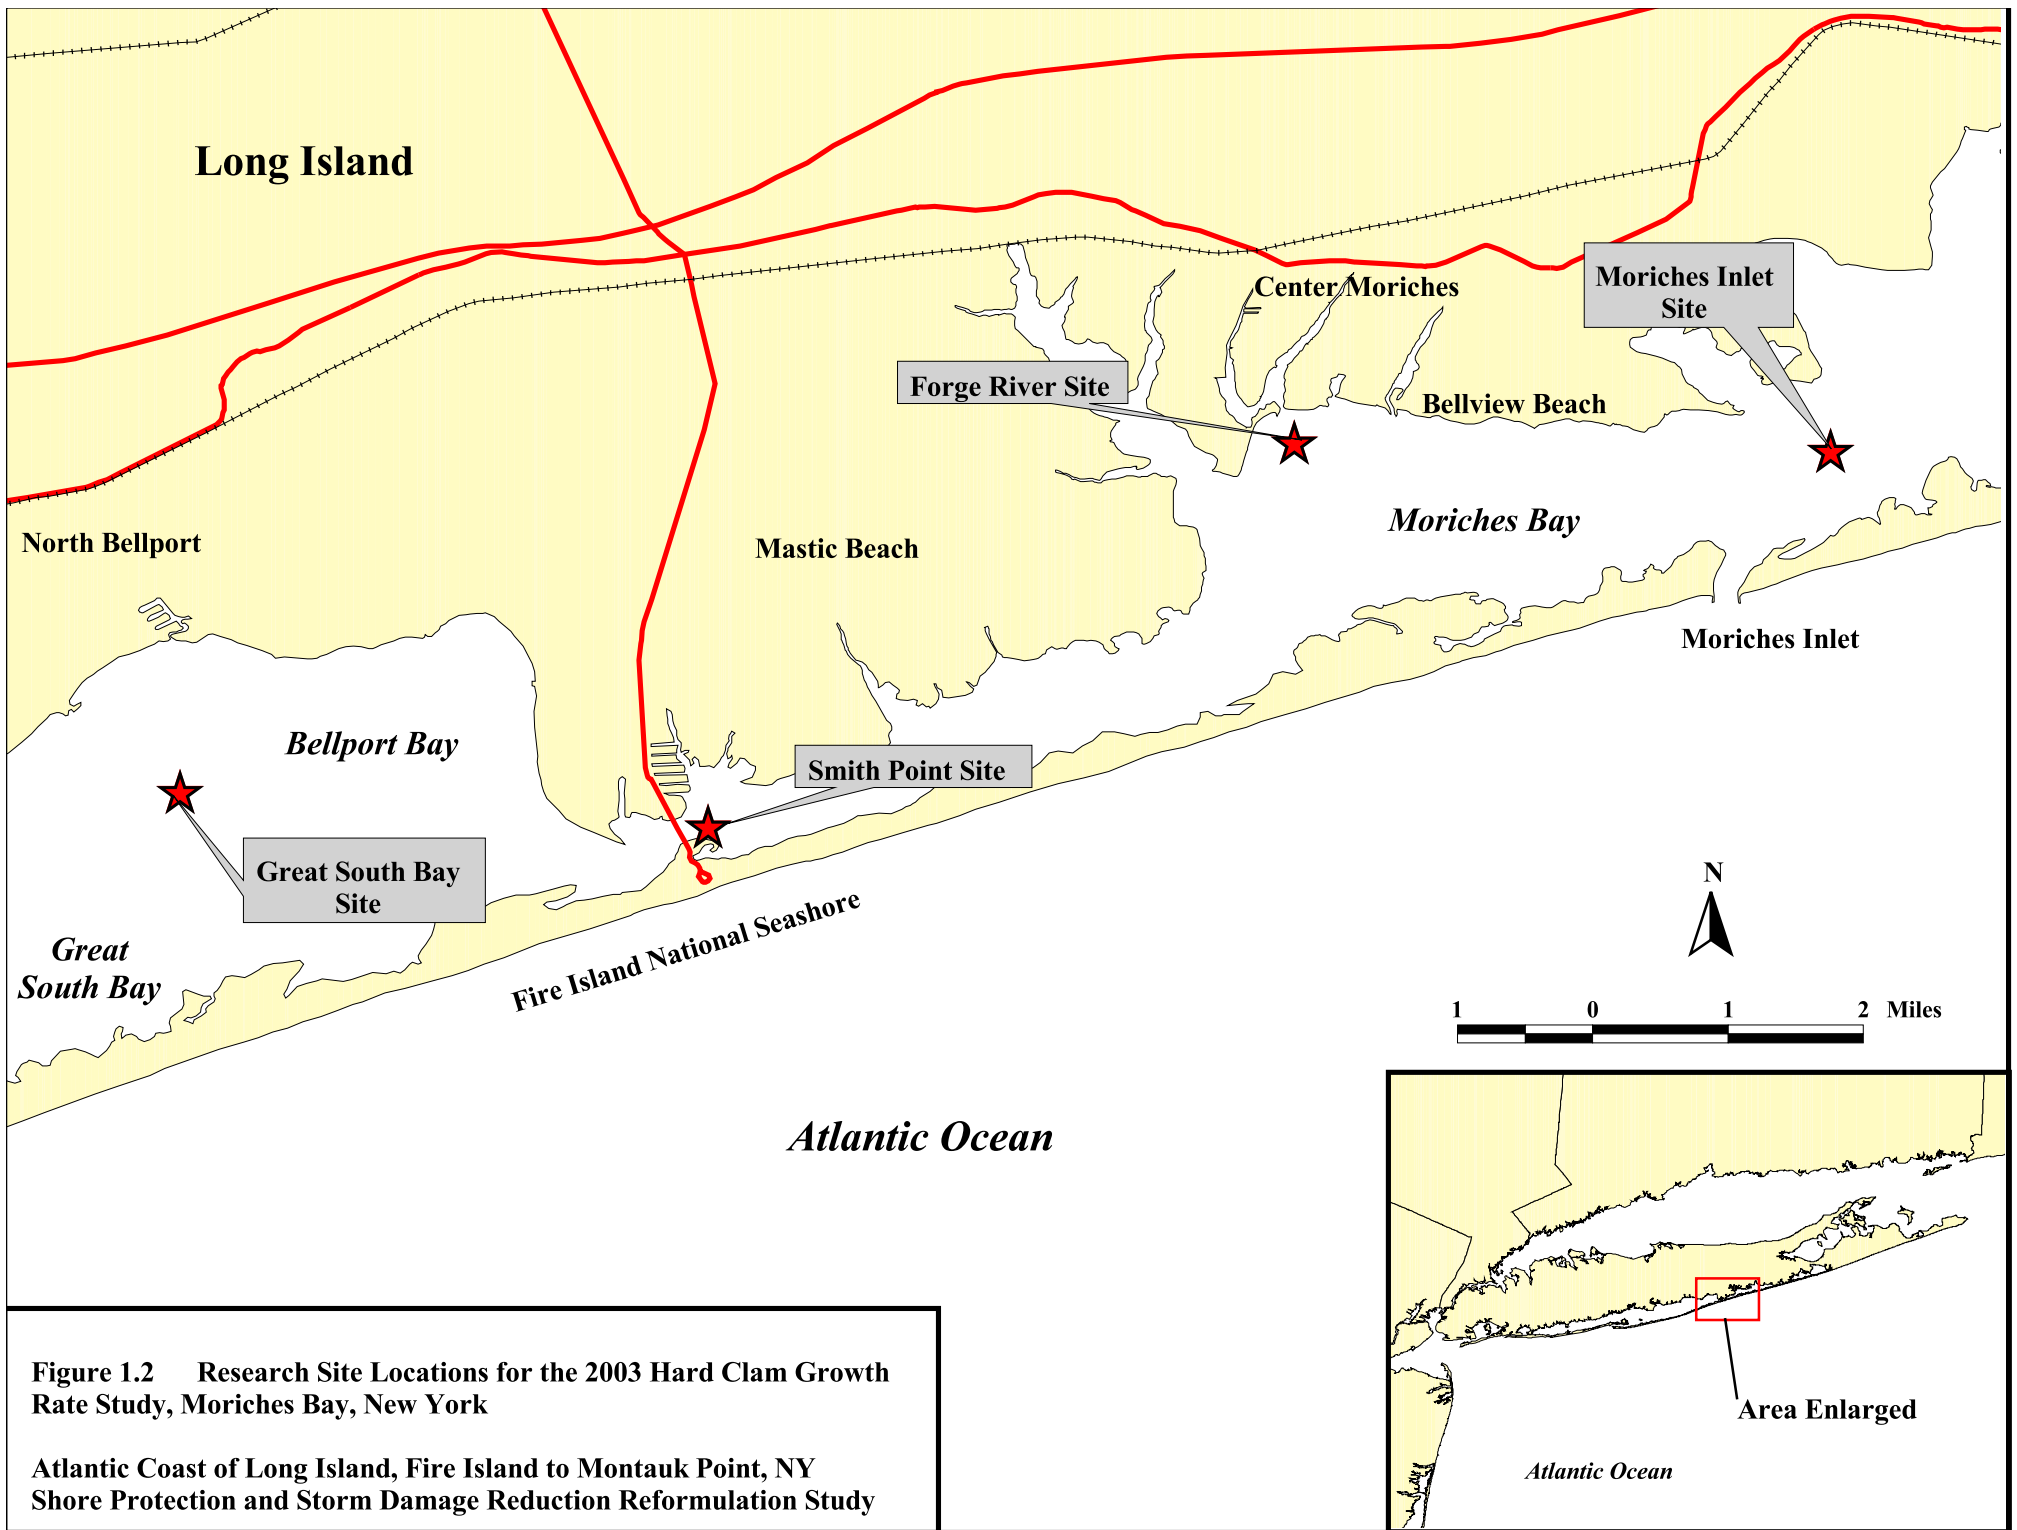 Long Island
Center Moriches
Moriches Inlet
Site
Forge River Site
Bellview Beach
Moriches Bay
North Bellport
Mastic Beach
Moriches Inlet
Bellport Bay
Smith Point Site
Great South Bay
Site
Fire Island National Seashore
Great
South Bay
N
1 0 1 2 Miles
Atlantic Ocean
Area Enlarged
Atlantic Ocean
Figure 1.2 Research Site Locations for the 2003 Hard Clam Growth
Rate Study, Moriches Bay, New York
Atlantic Coast of Long Island, Fire Island to Montauk Point, NY
Shore Protection and Storm Damage Reduction Reformulation Study